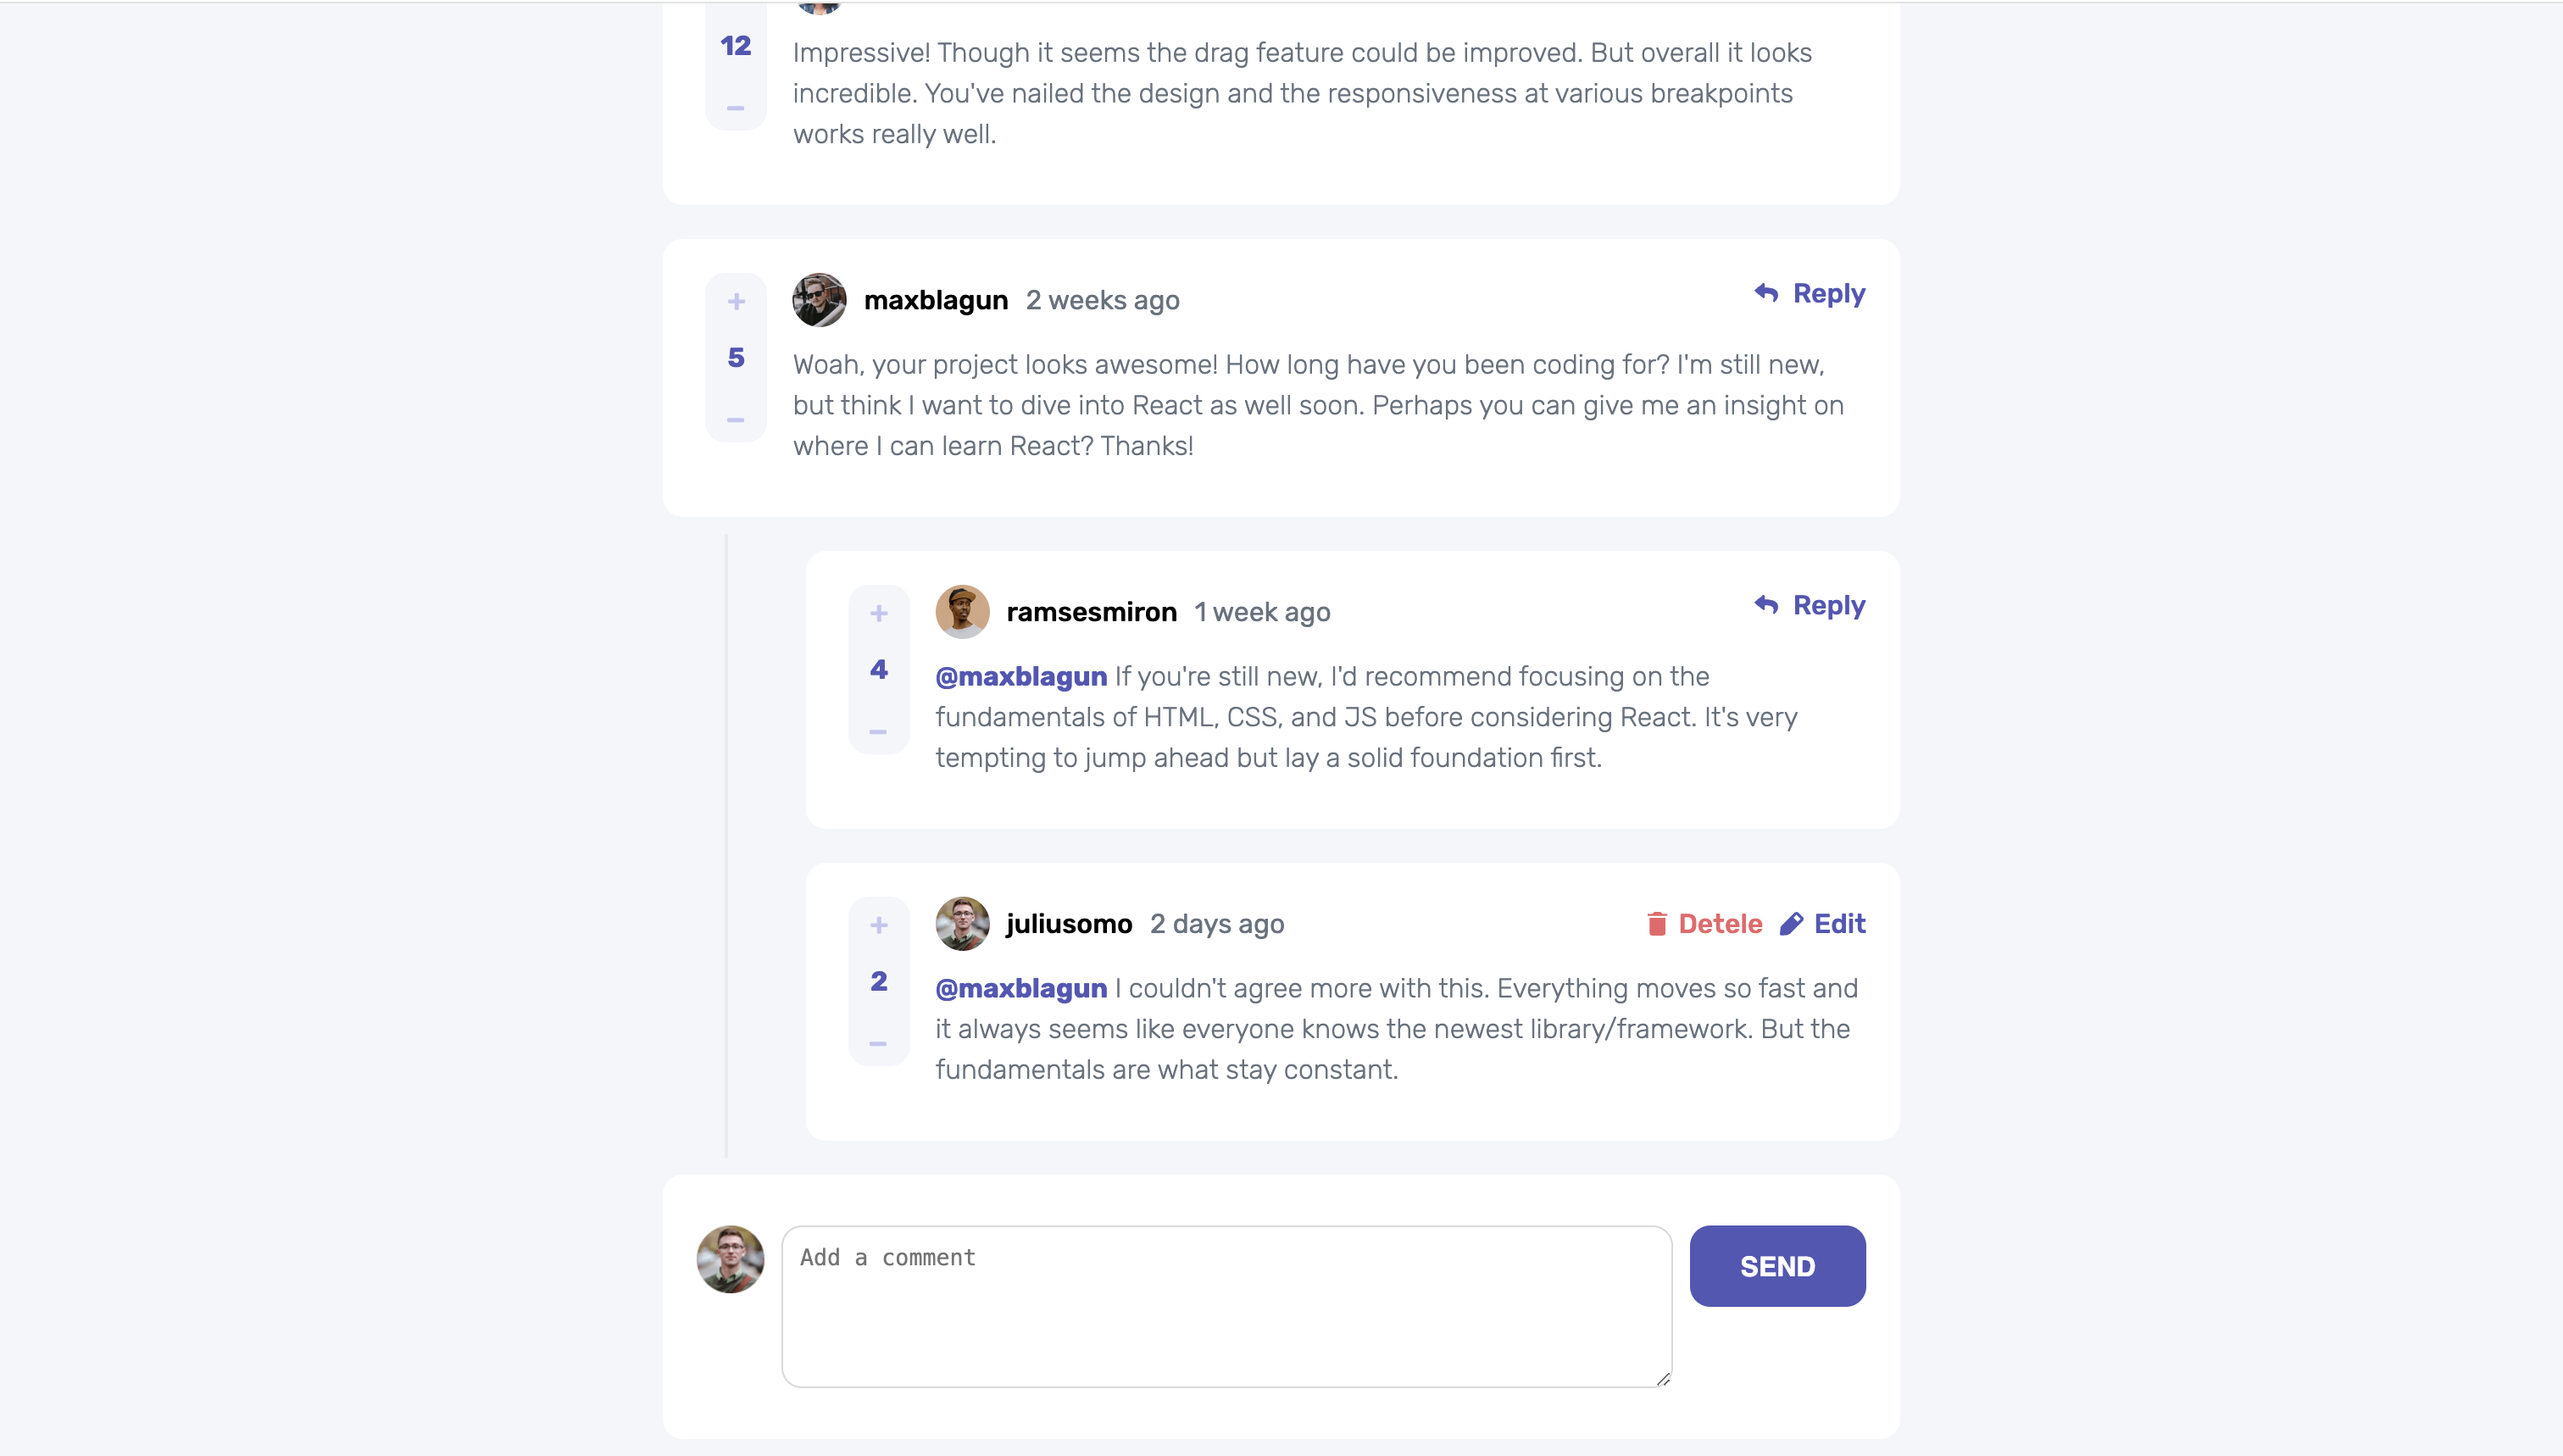 12
Impressive! Though it seems the drag feature could be improved. But overall it looks
incredible. You've nailed the design and the responsiveness at various breakpoints
works really well.
–
+
maxblagun 2 weeks ago
Reply
5
Woah, your project looks awesome! How long have you been coding for? I'm still new,
but think I want to dive into React as well soon. Perhaps you can give me an insight on
where I can learn React? Thanks!
–
+
ramsesmiron 1 week ago
Reply
4
@maxblagun If you're still new, I'd recommend focusing on the
fundamentals of HTML, CSS, and JS before considering React. It's very
tempting to jump ahead but lay a solid foundation first.
–
+
juliusomo 2 days ago
Detele Edit
2
@maxblagun I couldn't agree more with this. Everything moves so fast and
it always seems like everyone knows the newest library/framework. But the
fundamentals are what stay constant.
–
Add a comment
SEND